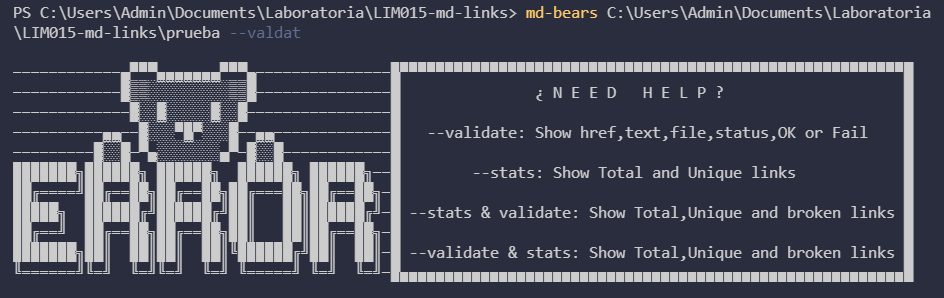 PS C:\Users\Admin\Documents\Laboratoria\LIM015-md-links> md-bears C:\Users\Admin\Documents\Laboratoria
\LIM015-md-links\prueba --valdat
¿ N E E D   H E L P ?
--validate: Show href,text,file,status,OK or Fail
--stats: Show Total and Unique links
--stats & validate: Show Total,Unique and broken links
--validate & stats: Show Total,Unique and broken links
ERROR